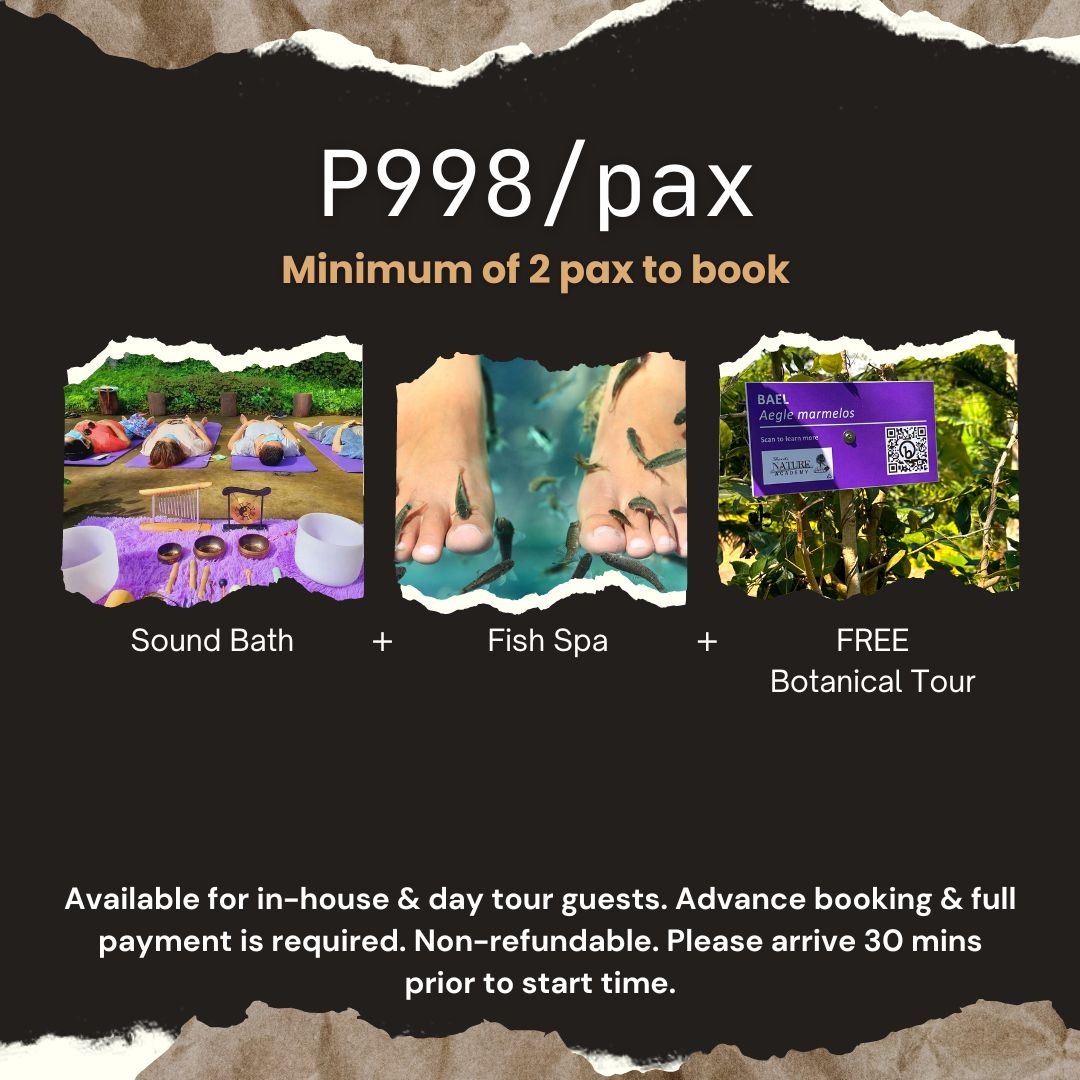 P998/pax
Minimum of 2 pax to book
BAEL
Aegle marmelos
Scan to learn more
NATURE
ACADEMY
Sound Bath + Fish Spa + FREE
Botanical Tour
Available for in-house & day tour guests. Advance booking & full
payment is required. Non-refundable. Please arrive 30 mins
prior to start time.